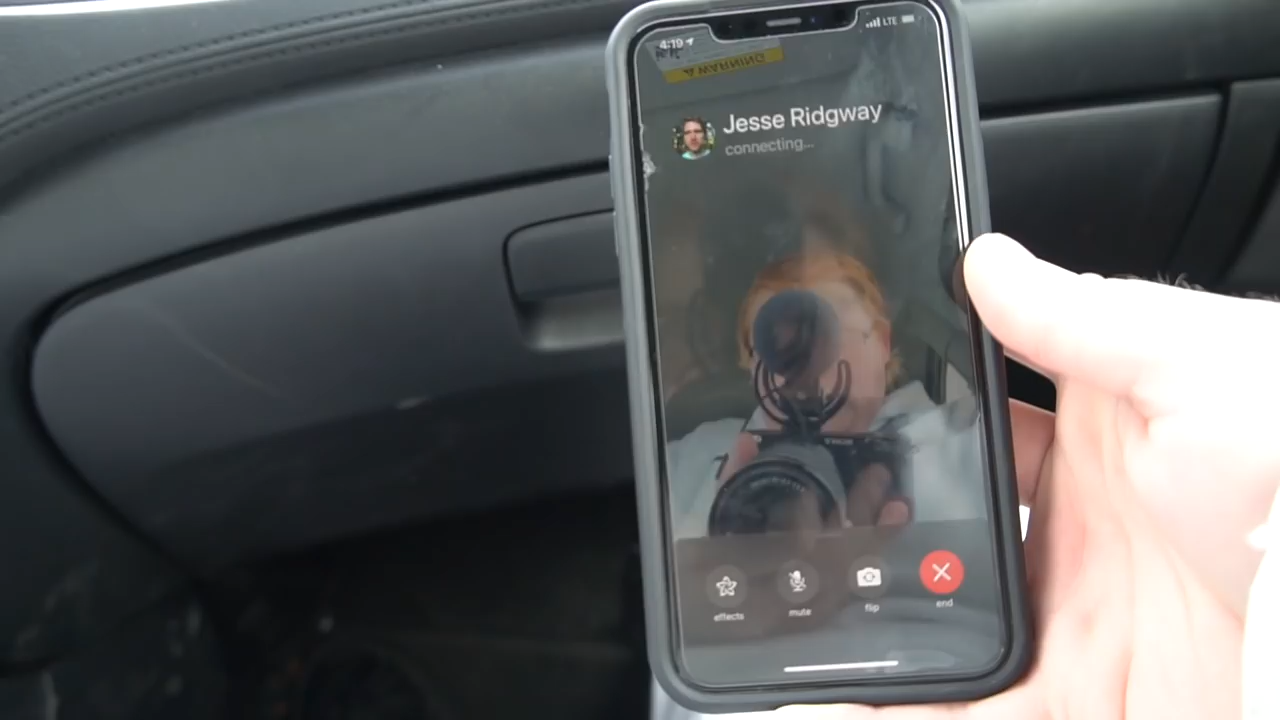 4:19
LTE
⚠ WARNING
Jesse Ridgway
connecting...
effects
mute
flip
end